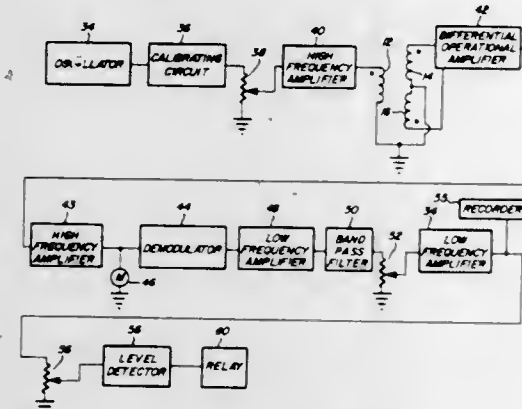 34
OSCILLATOR
36
CALIBRATING CIRCUIT
38
40
HIGH FREQUENCY AMPLIFIER
12
14
16
42
DIFFERENTIAL OPERATIONAL AMPLIFIER
43
HIGH FREQUENCY AMPLIFIER
M
46
44
DEMODULATOR
48
LOW FREQUENCY AMPLIFIER
50
BAND PASS FILTER
52
54
LOW FREQUENCY AMPLIFIER
55
RECORDER
56
58
LEVEL DETECTOR
60
RELAY